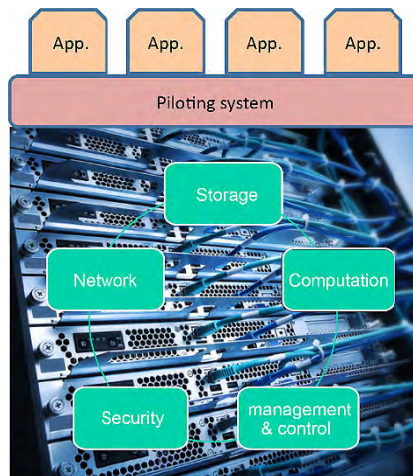 App.
App.
App.
App.
Piloting system
Storage
Network
Computation
Security
management
& control